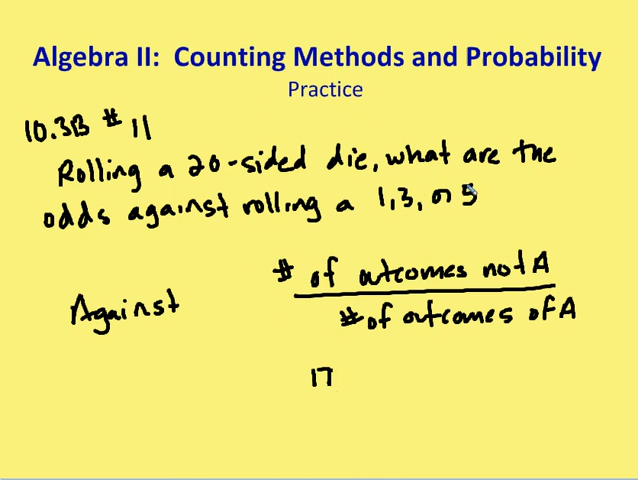 Algebra II: Counting Methods and Probability
Practice
10.3B # 11
Rolling a 20-sided die, what are the
odds against rolling a 1, 3, or 5
# of outcomes not A
Against
# of outcomes of A
17